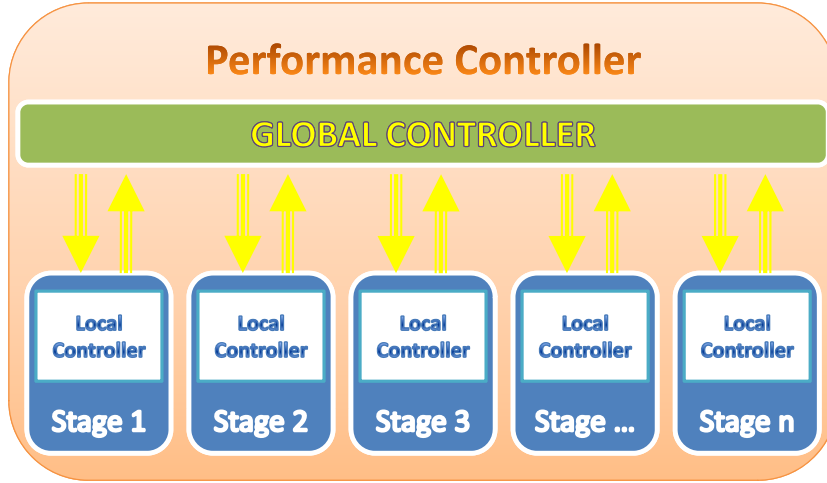 Performance Controller
GLOBAL CONTROLLER
Local
Controller
Stage 1
Local
Controller
Stage 2
Local
Controller
Stage 3
Local
Controller
Stage ...
Local
Controller
Stage n